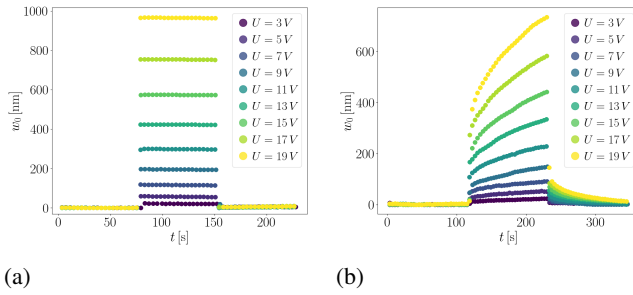 1000
800
600
400
200
0
w₀ [nm]
0
100
200
t [s]
U = 3 V
U = 5 V
U = 7 V
U = 9 V
U = 11 V
U = 13 V
U = 15 V
U = 17 V
U = 19 V
(a)
600
400
200
0
w₀ [nm]
0
100
200
300
t [s]
U = 3 V
U = 5 V
U = 7 V
U = 9 V
U = 11 V
U = 13 V
U = 15 V
U = 17 V
U = 19 V
(b)